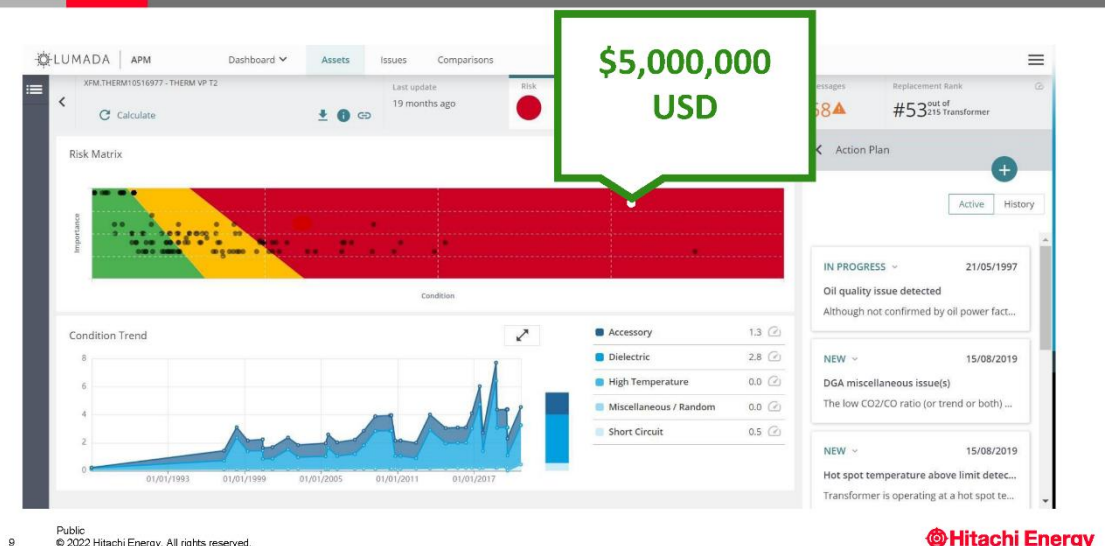 LUMADA APM
Dashboard
Assets
Issues
Comparisons
$5,000,000
USD
XFM.THERM10516977 - THERM VP T2
Calculate
Last update
19 months ago
Risk
#53 out of 215 Transformer
Replacement Rank
Risk Matrix
Importance
Condition
Action Plan
Active
History
IN PROGRESS
21/05/1997
Oil quality issue detected
Although not confirmed by oil power fact...
NEW
15/08/2019
DGA miscellaneous issue(s)
The low CO2/CO ratio (or trend or both) ...
NEW
15/08/2019
Hot spot temperature above limit detec...
Transformer is operating at a hot spot te...
Condition Trend
8
6
4
2
0
01/01/1993
01/01/1999
01/01/2005
01/01/2011
01/01/2017
Accessory 1.3
Dielectric 2.8
High Temperature 0.0
Miscellaneous / Random 0.0
Short Circuit 0.5
9
Public
© 2022 Hitachi Energy. All rights reserved.
Hitachi Energy